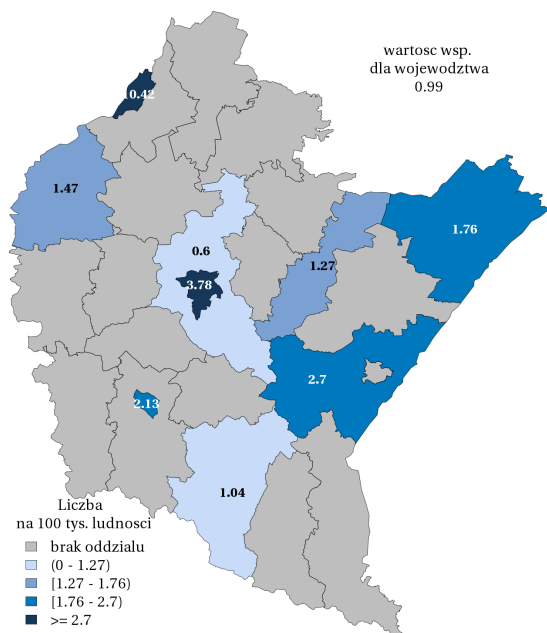 wartosc wsp.
dla wojewodztwa
0.99
0.42
1.47
1.76
0.6
1.27
3.78
2.7
2.13
1.04
Liczba
na 100 tys. ludnosci
brak oddzialu
(0 - 1.27)
[1.27 - 1.76)
[1.76 - 2.7)
>= 2.7